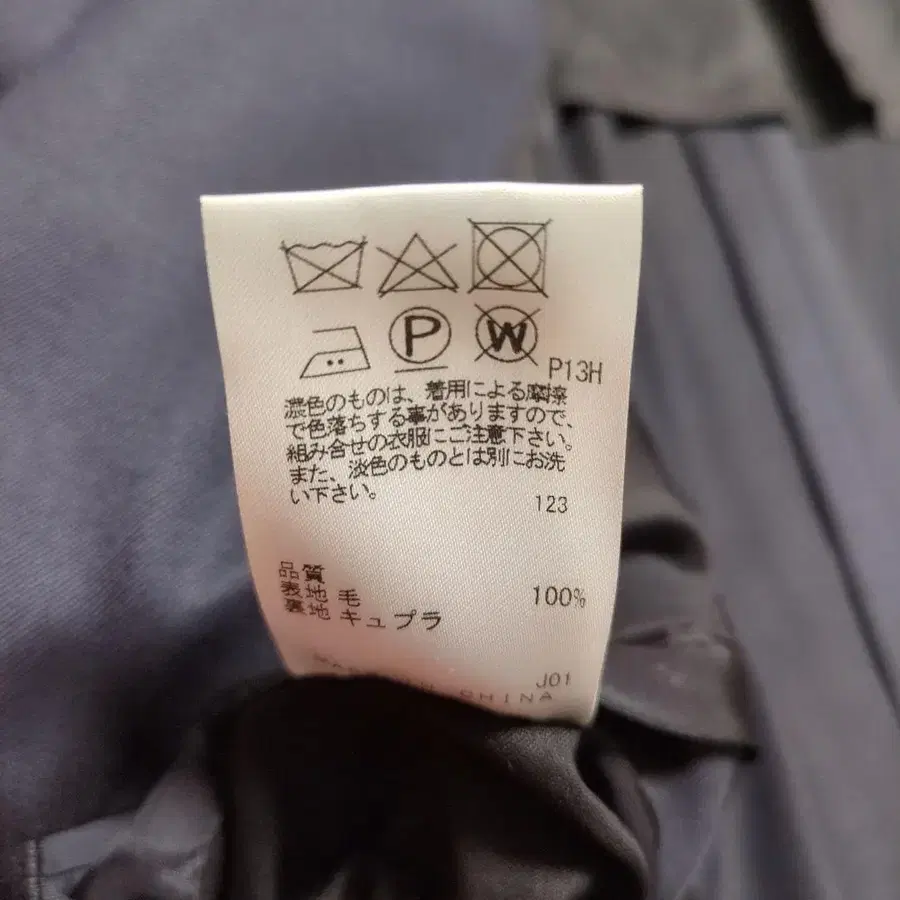 P W P13H
濃色のものは、着用による摩擦
で色落ちする事がありますので、
組み合せの衣服にご注意下さい。
また、淡色のものとは別にお洗
い下さい。
123
品質
表地 毛 100%
裏地 キュプラ
J01
MADE IN CHINA